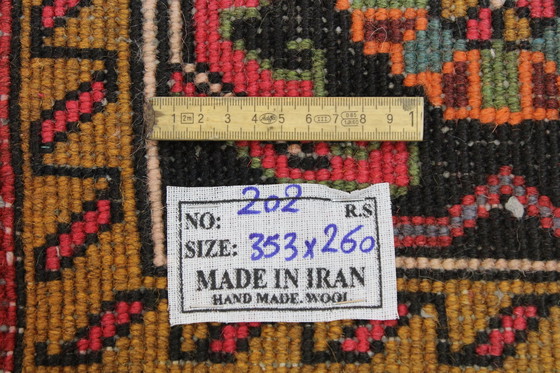 1 2m 2 3 4 5 6 7 8 9 1
NO: 202 R.S
SIZE: 353 x 260
MADE IN IRAN
HAND MADE. WOOL